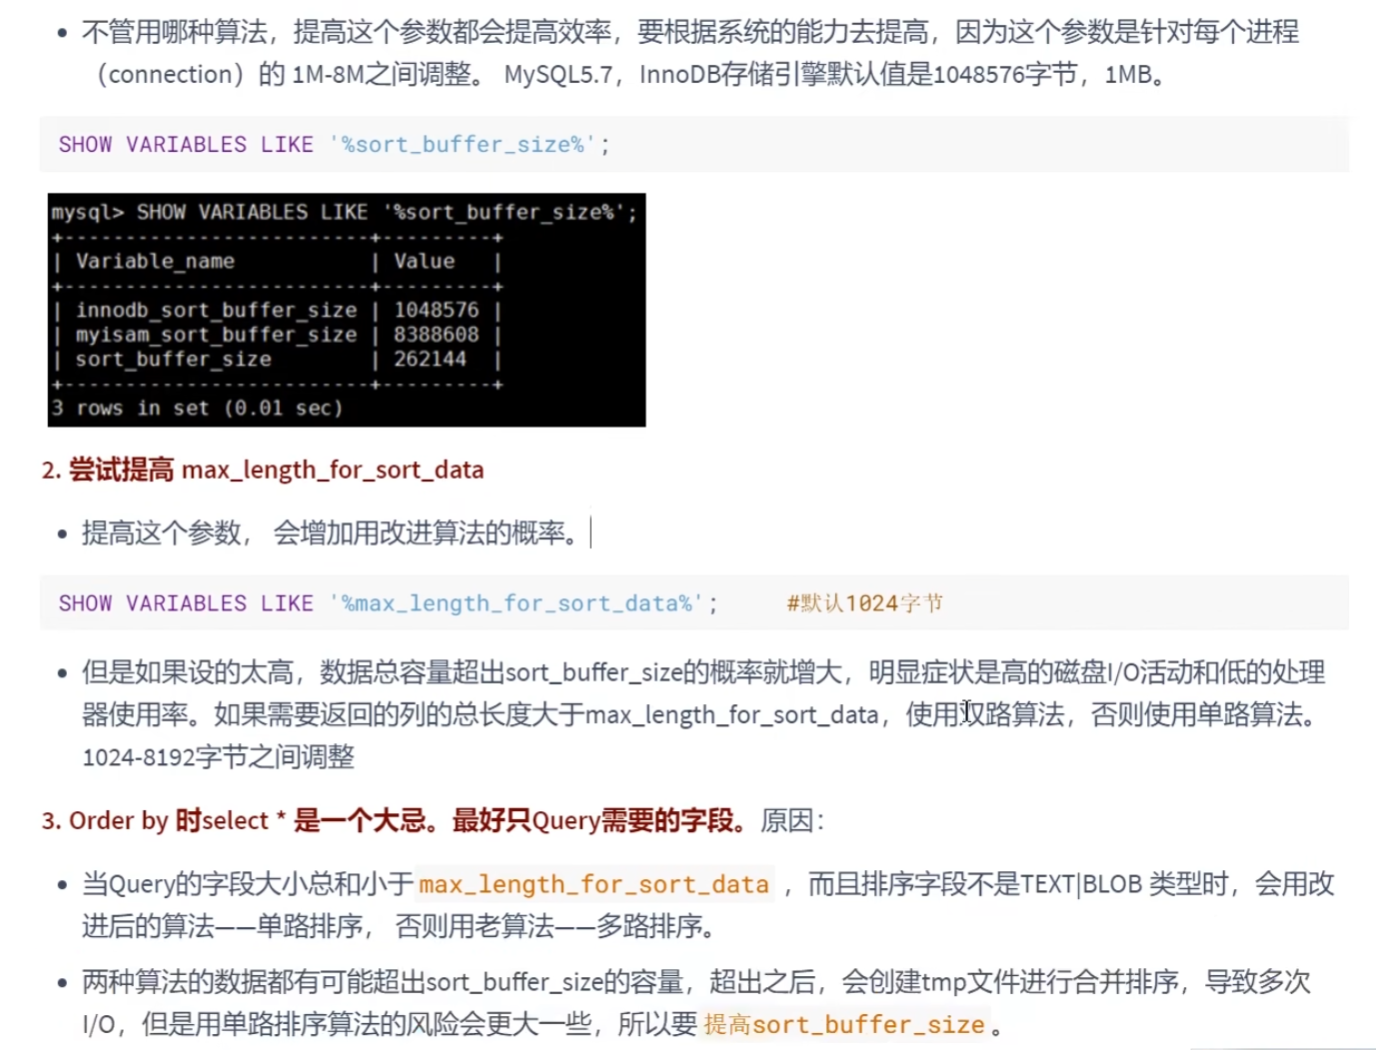 不管用哪种算法，提高这个参数都会提高效率，要根据系统的能力去提高，因为这个参数是针对每个进程
（connection）的 1M-8M之间调整。 MySQL5.7，InnoDB存储引擎默认值是1048576字节，1MB。
SHOW VARIABLES LIKE '%sort_buffer_size%';
mysql> SHOW VARIABLES LIKE '%sort_buffer_size%';
+-------------------------+---------+
| Variable_name           | Value   |
+-------------------------+---------+
| innodb_sort_buffer_size | 1048576 |
| myisam_sort_buffer_size | 8388608 |
| sort_buffer_size        | 262144  |
+-------------------------+---------+
3 rows in set (0.01 sec)
2. 尝试提高 max_length_for_sort_data
提高这个参数， 会增加用改进算法的概率。
SHOW VARIABLES LIKE '%max_length_for_sort_data%';     #默认1024字节
但是如果设的太高，数据总容量超出sort_buffer_size的概率就增大，明显症状是高的磁盘I/O活动和低的处理
器使用率。如果需要返回的列的总长度大于max_length_for_sort_data，使用双路算法，否则使用单路算法。
1024-8192字节之间调整
3. Order by 时select * 是一个大忌。最好只Query需要的字段。原因：
当Query的字段大小总和小于 max_length_for_sort_data ，而且排序字段不是TEXT|BLOB 类型时，会用改
进后的算法——单路排序， 否则用老算法——多路排序。
两种算法的数据都有可能超出sort_buffer_size的容量，超出之后，会创建tmp文件进行合并排序，导致多次
I/O，但是用单路排序算法的风险会更大一些，所以要 提高sort_buffer_size 。